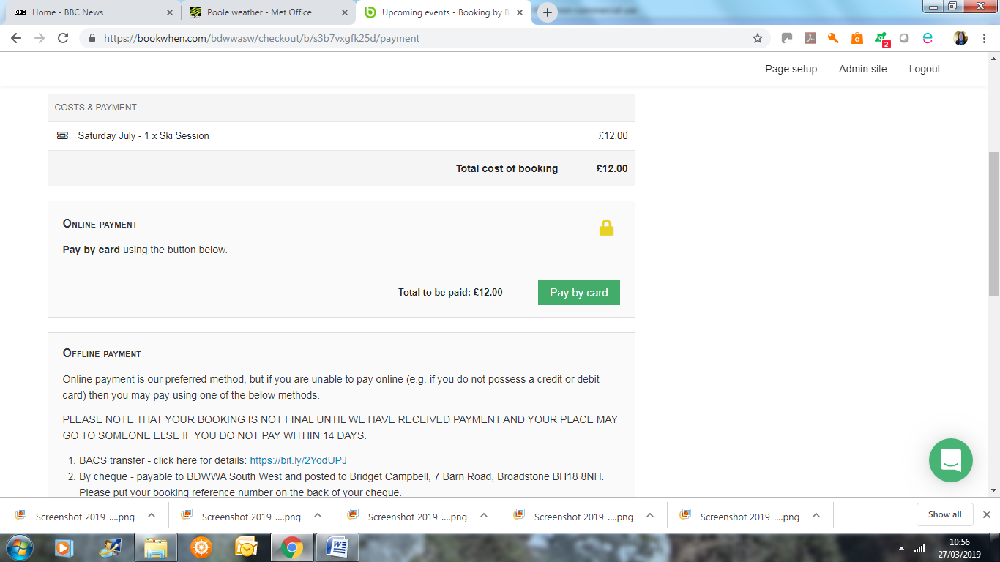 Home - BBC News
Poole weather - Met Office
Upcoming events - Booking by B
https://bookwhen.com/bdwwasw/checkout/b/s3b7vxgfk25d/payment
2
Page setup Admin site Logout
COSTS & PAYMENT
Saturday July - 1 x Ski Session £12.00
Total cost of booking £12.00
ONLINE PAYMENT
Pay by card using the button below.
Total to be paid: £12.00 Pay by card
OFFLINE PAYMENT
Online payment is our preferred method, but if you are unable to pay online (e.g. if you do not possess a credit or debit
card) then you may pay using one of the below methods.
PLEASE NOTE THAT YOUR BOOKING IS NOT FINAL UNTIL WE HAVE RECEIVED PAYMENT AND YOUR PLACE MAY
GO TO SOMEONE ELSE IF YOU DO NOT PAY WITHIN 14 DAYS.
1. BACS transfer - click here for details: https://bit.ly/2YodUPJ
2. By cheque - payable to BDWWA South West and posted to Bridget Campbell, 7 Barn Road, Broadstone BH18 8NH.
Please put your booking reference number on the back of your cheque.
Screenshot 2019-....png Screenshot 2019-....png Screenshot 2019-....png Screenshot 2019-....png Screenshot 2019-....png Show all
10:56
27/03/2019